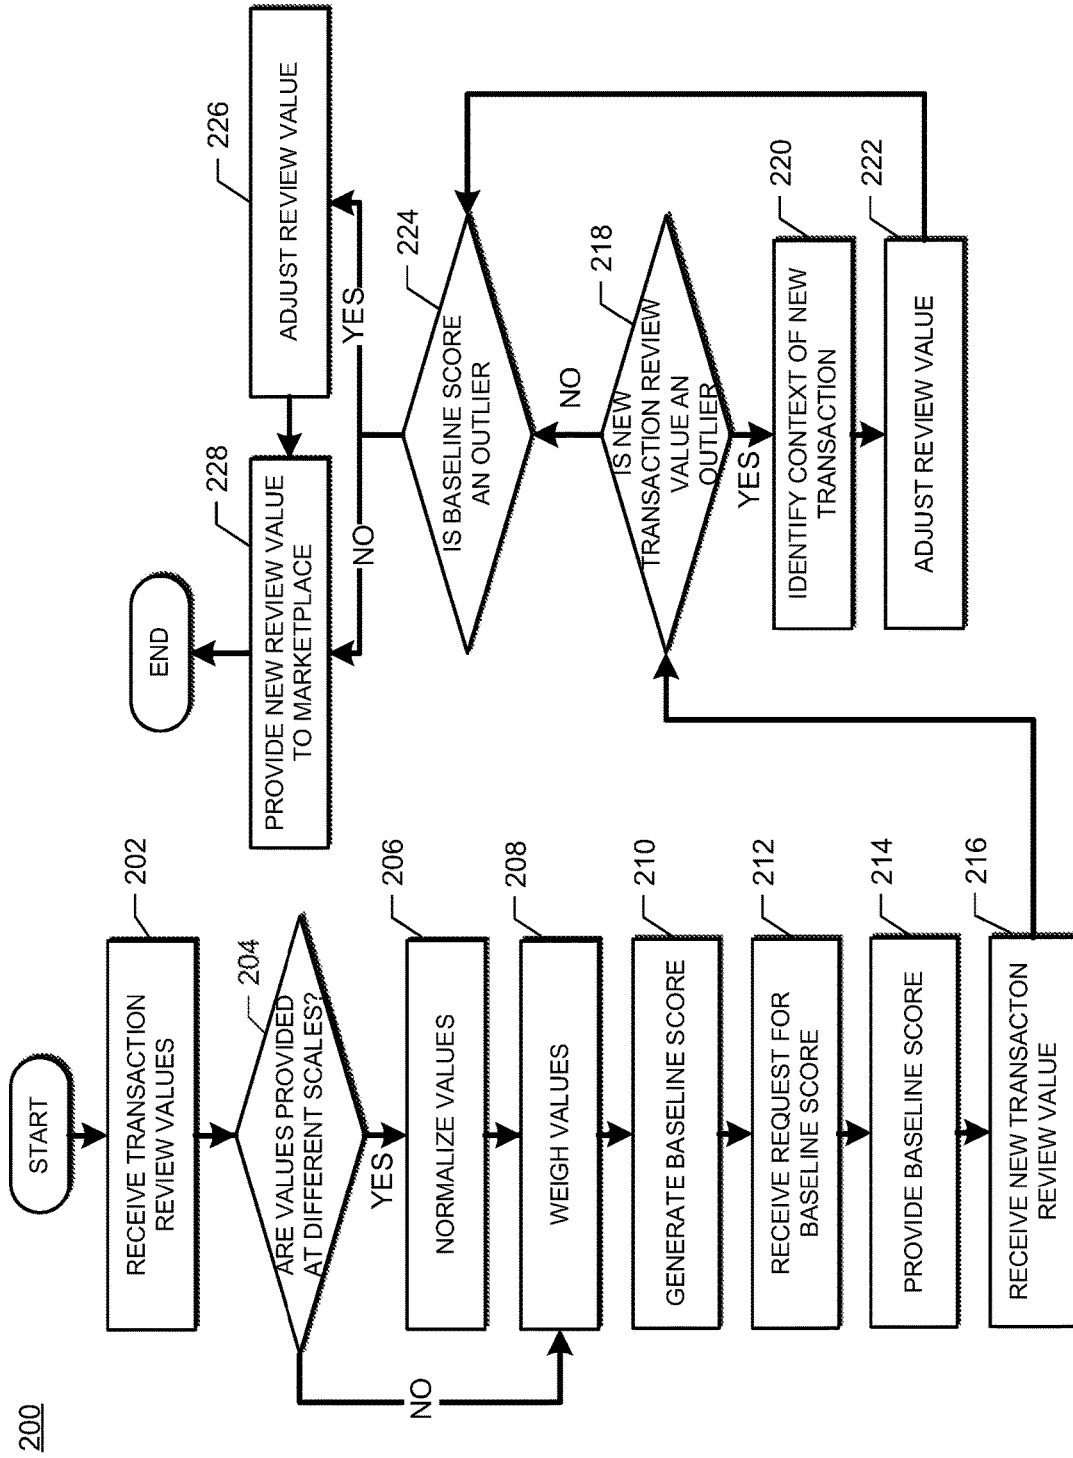 200
START
RECEIVE TRANSACTION
REVIEW VALUES
202
ARE VALUES PROVIDED
AT DIFFERENT SCALES?
204
YES
NO
NORMALIZE VALUES
206
WEIGH VALUES
208
GENERATE BASELINE SCORE
210
RECEIVE REQUEST FOR
BASELINE SCORE
212
PROVIDE BASELINE SCORE
214
RECEIVE NEW TRANSACTON
REVIEW VALUE
216
IS NEW
TRANSACTION REVIEW
VALUE AN
OUTLIER
218
NO
YES
IDENTIFY CONTEXT OF NEW
TRANSACTION
220
ADJUST REVIEW VALUE
222
IS BASELINE SCORE
AN OUTLIER
224
NO
YES
ADJUST REVIEW VALUE
226
PROVIDE NEW REVIEW VALUE
TO MARKETPLACE
228
END